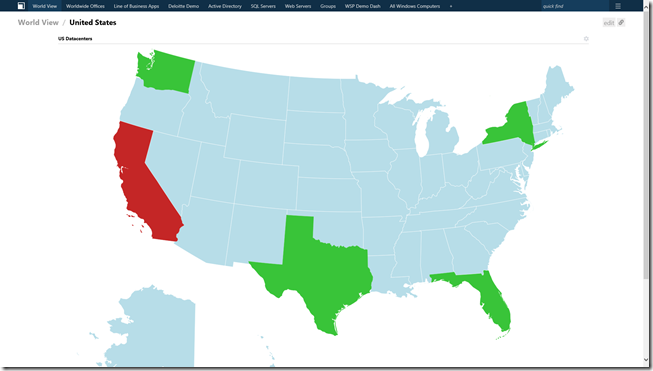 World View Worldwide Offices Line of Business Apps Deloitte Demo Active Directory SQL Servers Web Servers Groups WSP Demo Dash All Windows Computers + quick find
World View / United States edit
US Datacenters